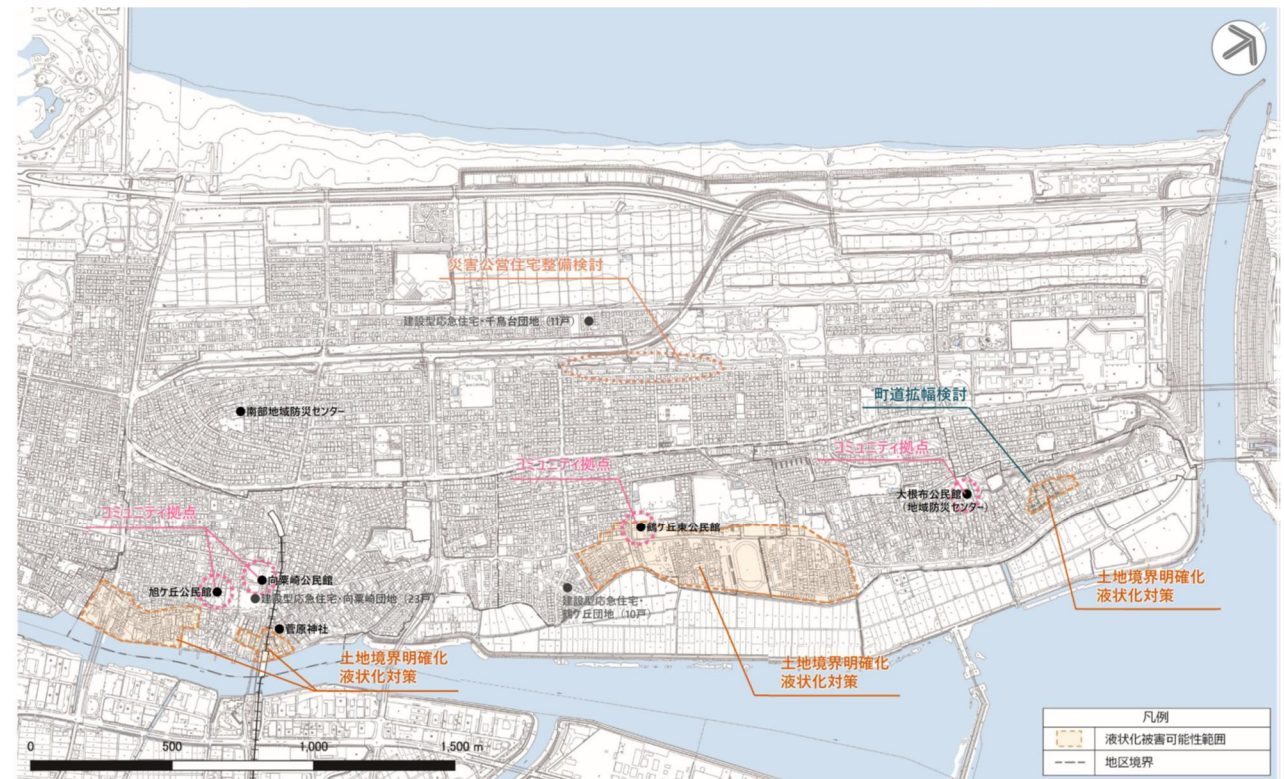 N
災害公営住宅整備検討
建設型応急住宅・千鳥台団地（11戸）
町道拡幅検討
南部地域防災センター
コミュニティ拠点
コミュニティ拠点
大根布公民館
（地域防災センター）
コミュニティ拠点
鶴ケ丘東公民館
向粟崎公民館
旭ケ丘公民館
建設型応急住宅・向粟崎団地（23戸）
建設型応急住宅・
鶴ケ丘団地（10戸）
土地境界明確化
液状化対策
菅原神社
土地境界明確化
液状化対策
土地境界明確化
液状化対策
凡例
液状化被害可能性範囲
地区境界
0 500 1,000 1,500 m